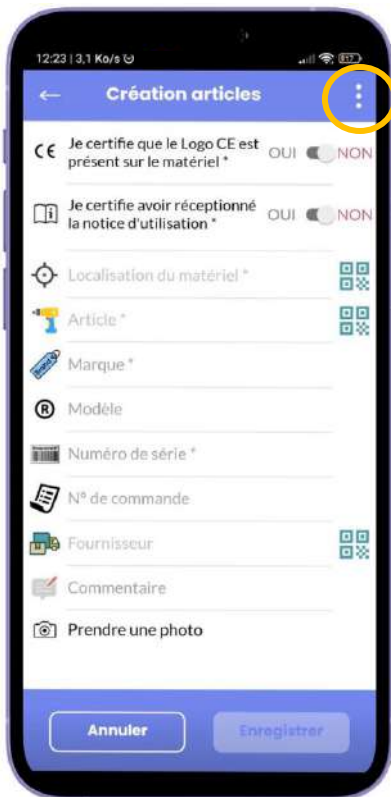 12:23 | 3,1 Ko/s
Création articles
Je certifie que le Logo CE est
présent sur le matériel *
OUI NON
Je certifie avoir réceptionné
la notice d'utilisation *
OUI NON
Localisation du matériel *
Article *
Marque *
Modèle
Numéro de série *
N° de commande
Fournisseur
Commentaire
Prendre une photo
Annuler
Enregistrer